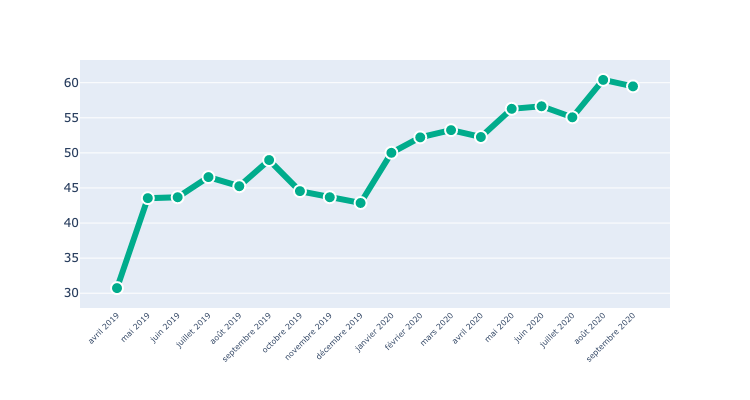 60
55
50
45
40
35
30
avril 2019
mai 2019
juin 2019
juillet 2019
août 2019
septembre 2019
octobre 2019
novembre 2019
décembre 2019
janvier 2020
février 2020
mars 2020
avril 2020
mai 2020
juin 2020
juillet 2020
août 2020
septembre 2020